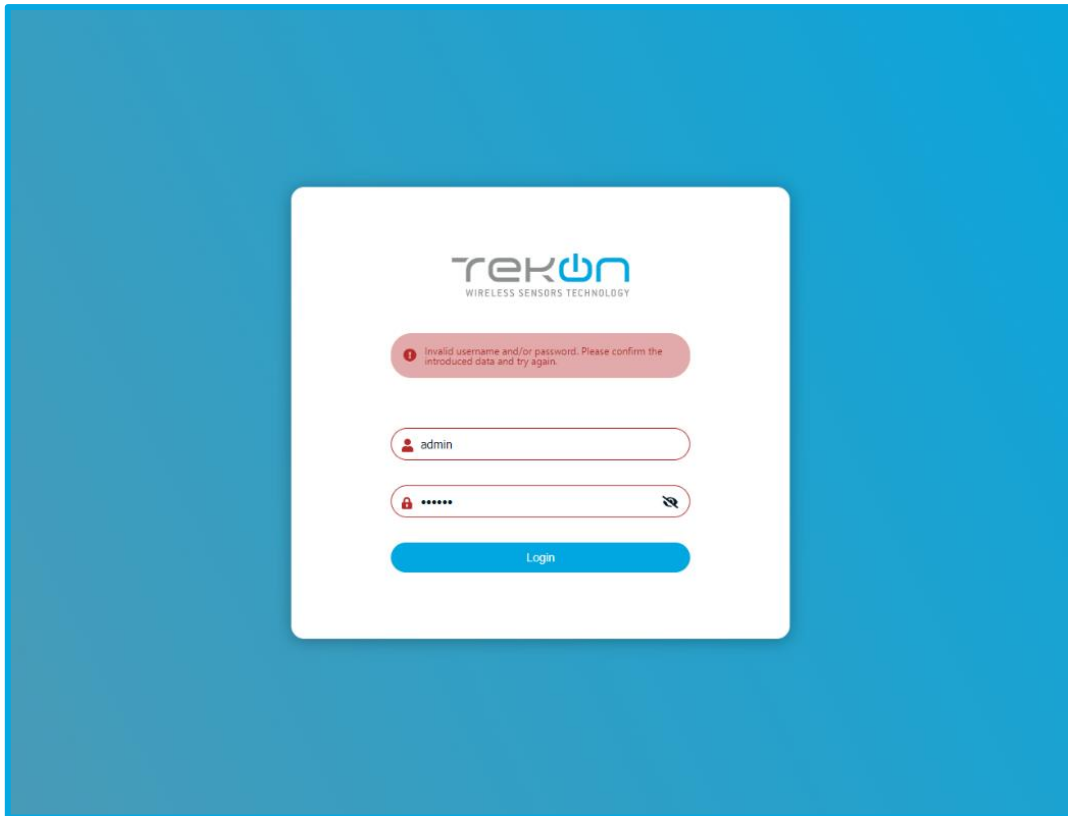 TEKON
WIRELESS SENSORS TECHNOLOGY
Invalid username and/or password. Please confirm the
introduced data and try again.
admin
••••••
Login